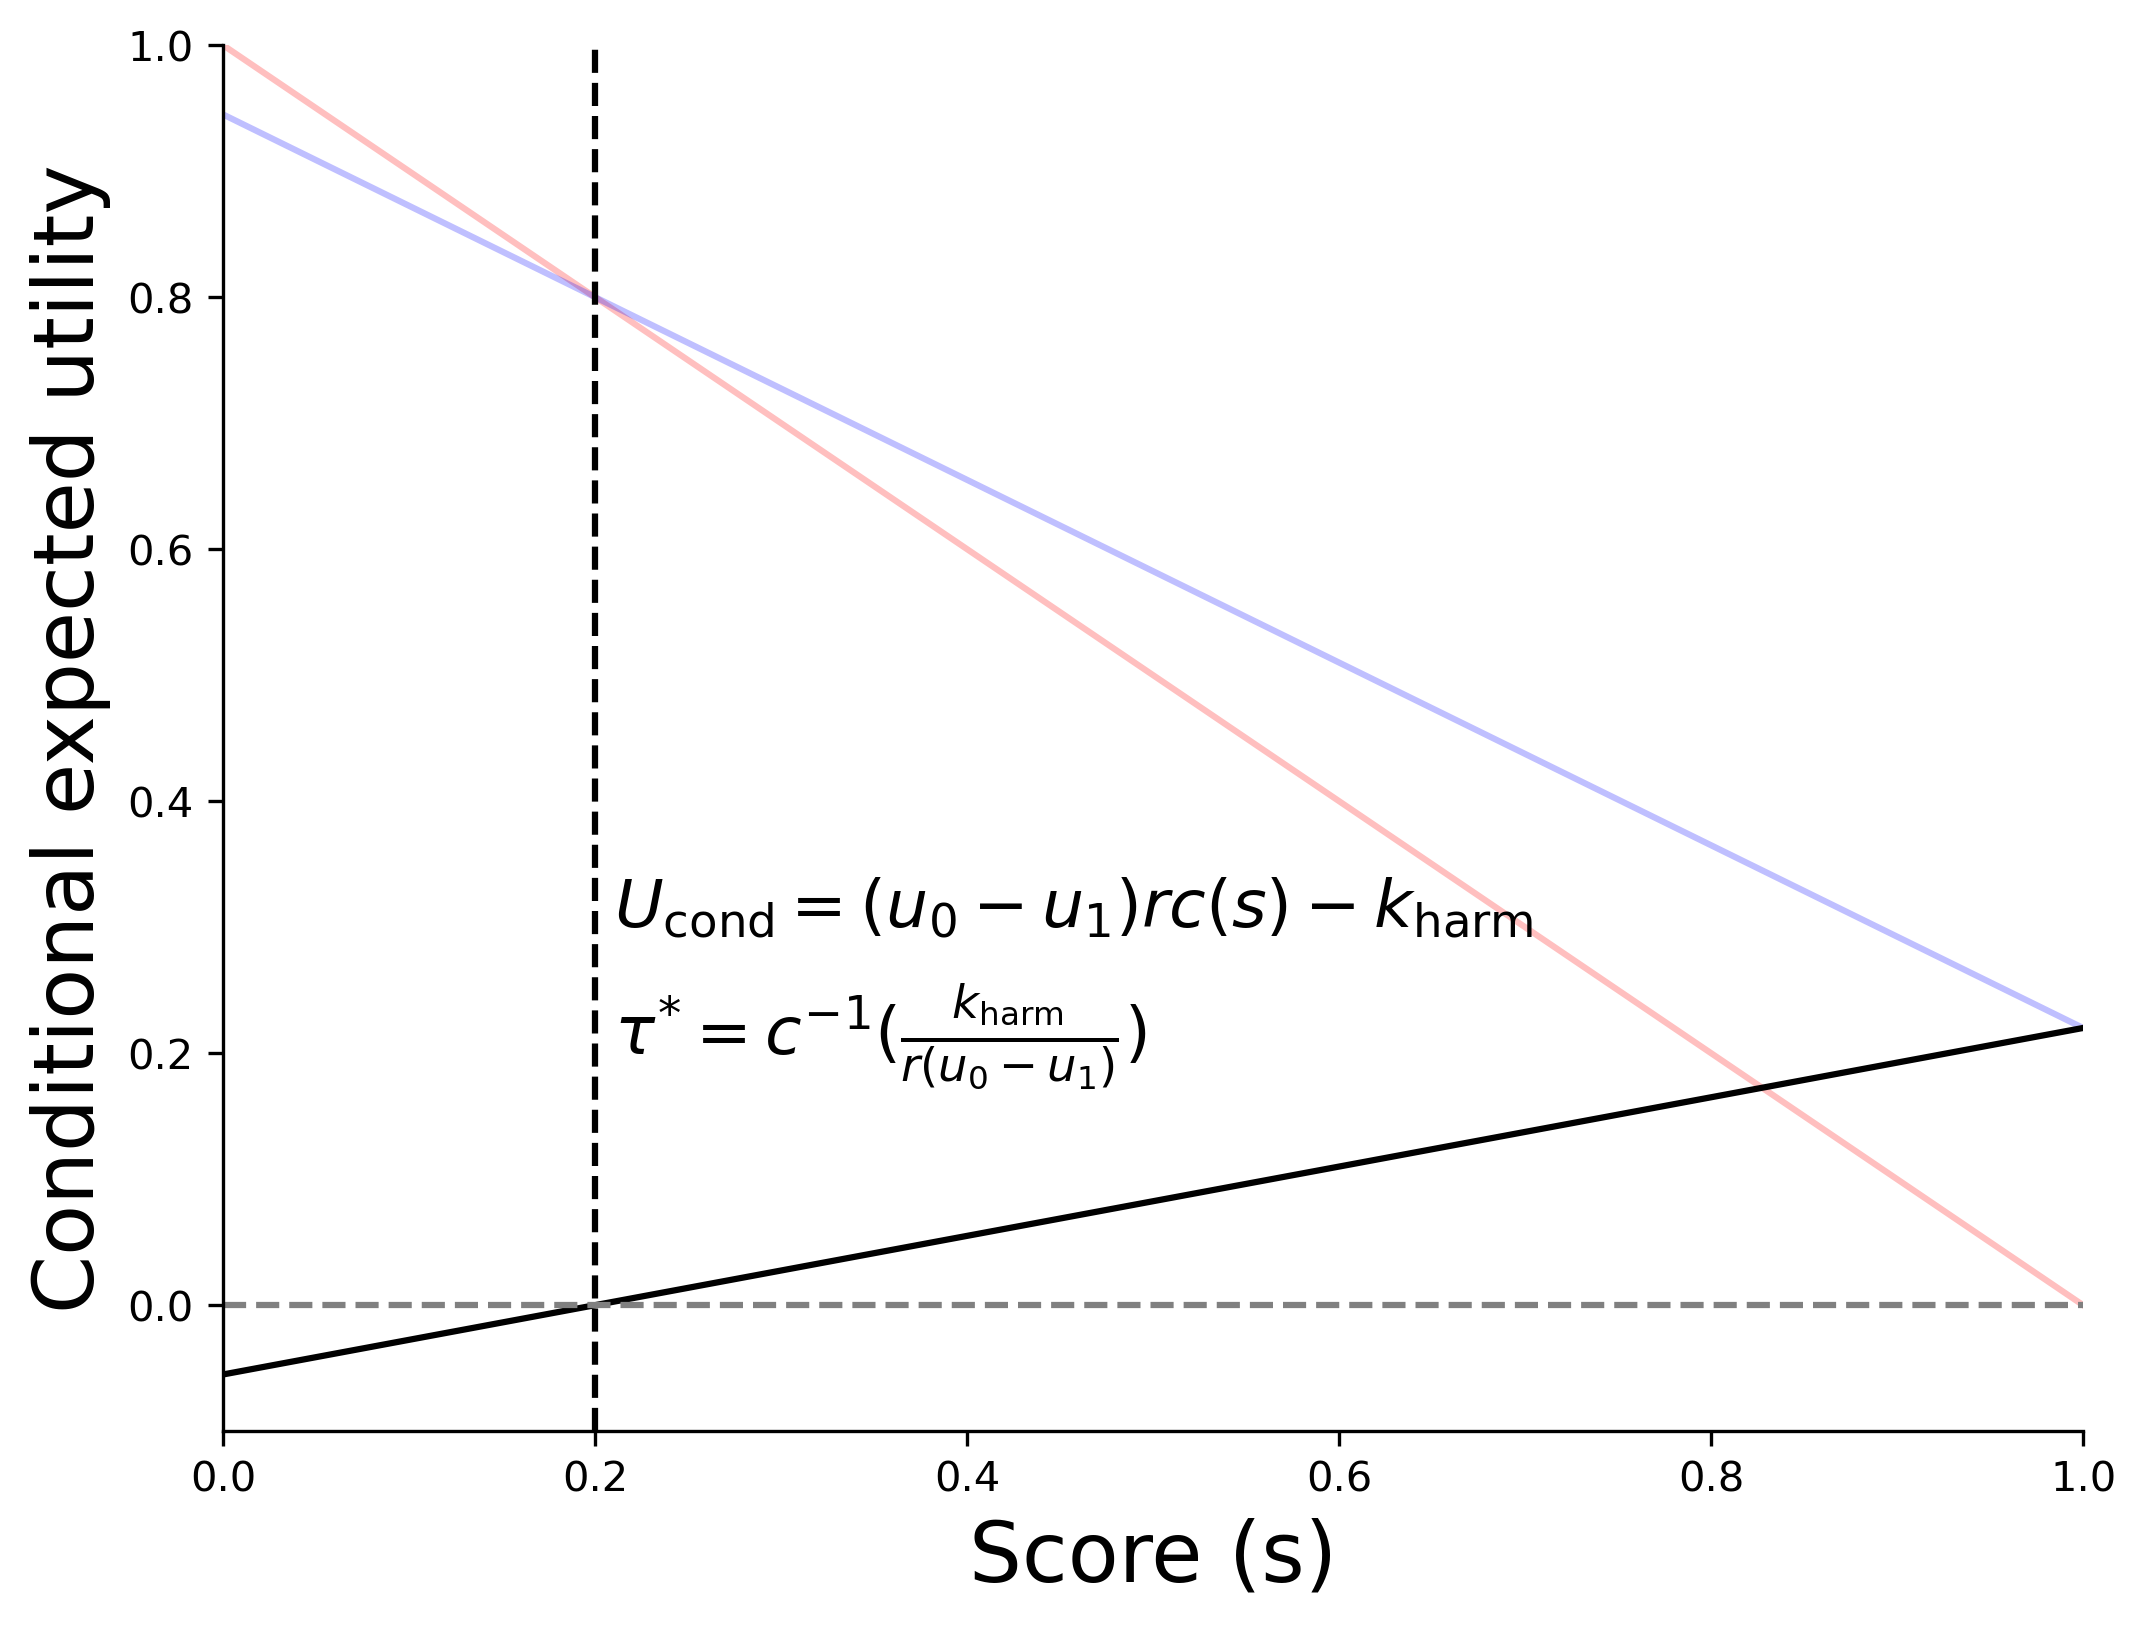 1.0
0.8
0.6
0.4
0.2
0.0
Conditional expected utility
U_cond = (u_0 − u_1)rc(s) − k_harm
τ* = c^{−1}(\frac{k_harm}{r(u_0 − u_1)})
0.0 0.2 0.4 0.6 0.8 1.0
Score (s)